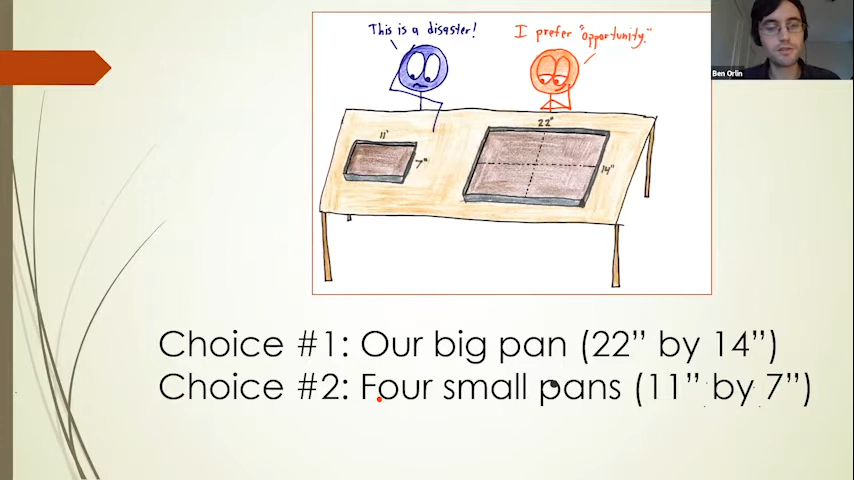 This is a disaster!
I prefer "opportunity."
Ben Orlin
22"
11"
7"
14"
Choice #1: Our big pan (22” by 14”)
Choice #2: Four small pans (11” by 7”)